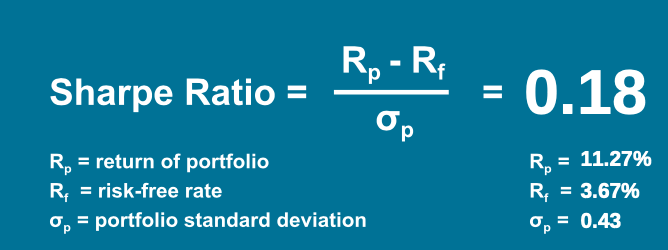 Sharpe Ratio = Rp - Rf / σp = 0.18
Rp = return of portfolio Rp = 11.27%
Rf = risk-free rate Rf = 3.67%
σp = portfolio standard deviation σp = 0.43